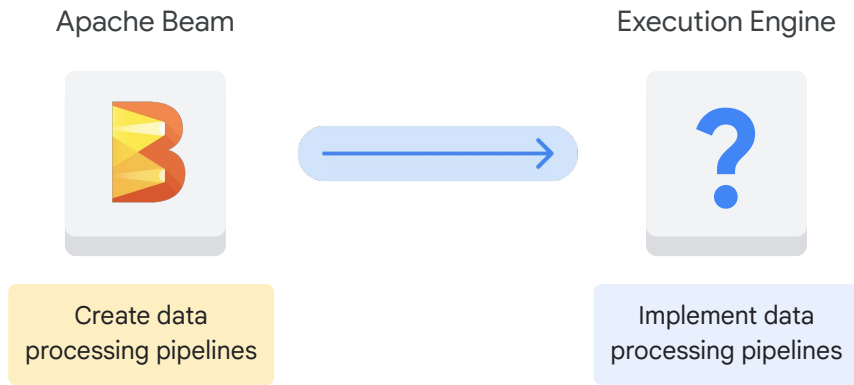 Apache Beam
Execution Engine
?
Create data
processing pipelines
Implement data
processing pipelines